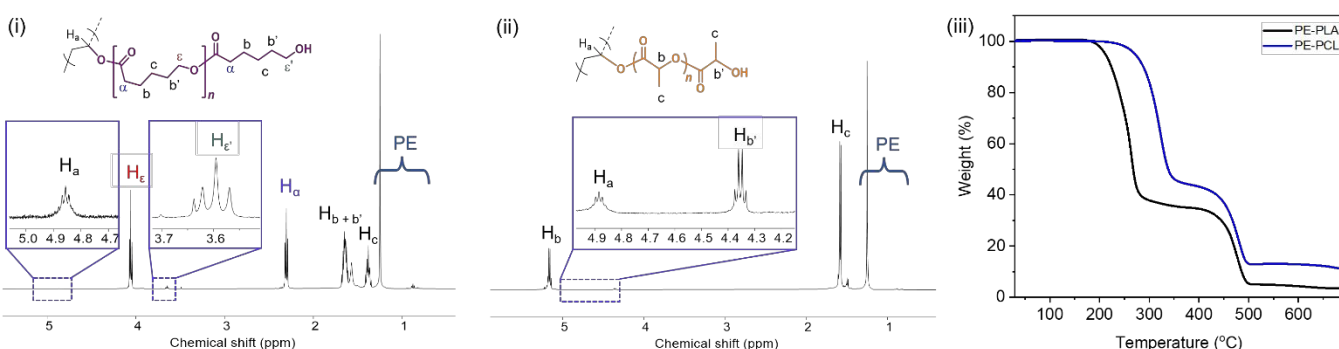 (i)
Hₐ
O
O
c
ε
O
O
b
b'
OH
α
b
b'
n
α
c
ε'
Hₐ
5.0 4.9 4.8 4.7
Hε
Hε'
3.7 3.6
Hα
H_b + b'
H_c
PE
5 4 3 2 1
Chemical shift (ppm)
(ii)
Hₐ
O
O
b
O
c
n
c
b'
OH
O
Hₐ
H_b'
4.9 4.8 4.7 4.6 4.5 4.4 4.3 4.2
H_b
H_c
PE
5 4 3 2 1
Chemical shift (ppm)
(iii)
PE-PLA
PE-PCL
100
80
60
40
20
0
Weight (%)
100 200 300 400 500 600
Temperature (°C)